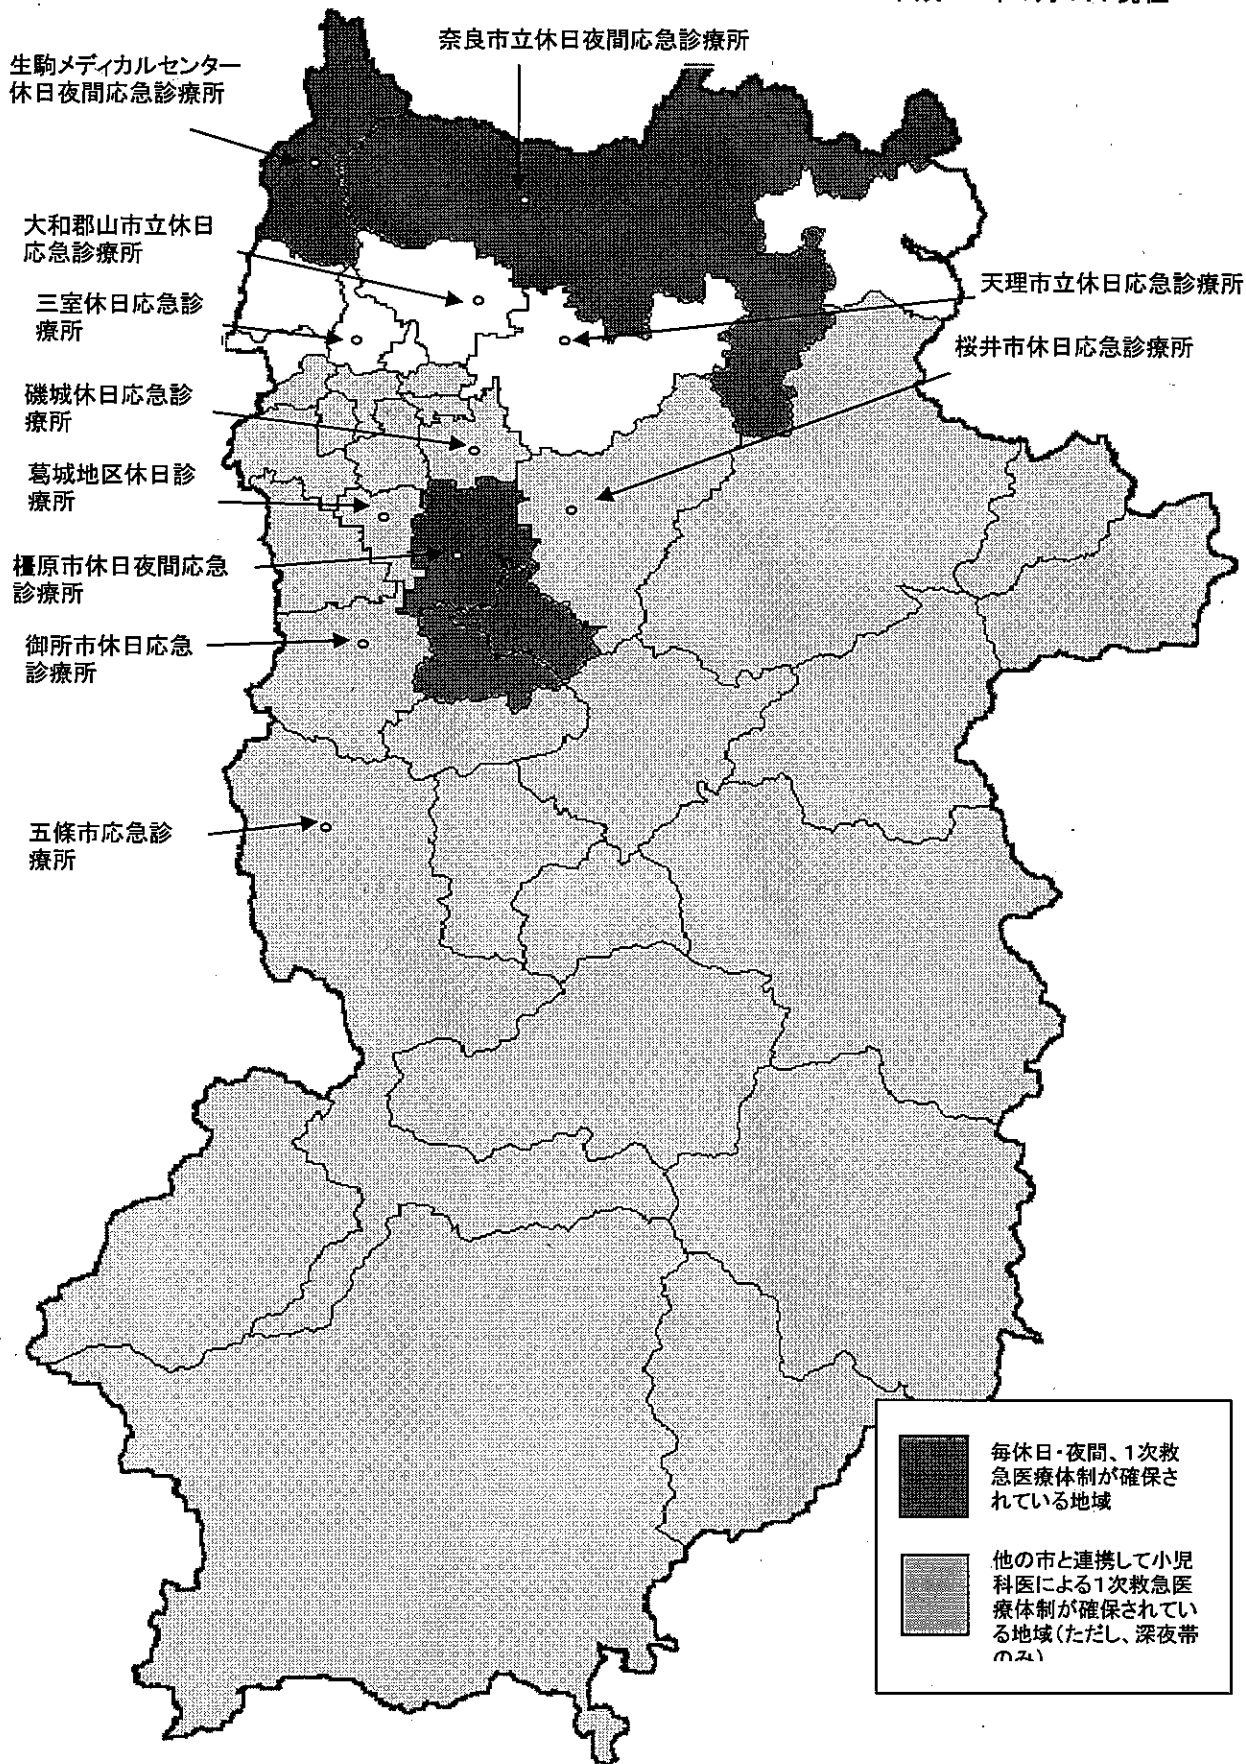 奈良市立休日夜間応急診療所
生駒メディカルセンター
休日夜間応急診療所
大和郡山市立休日
応急診療所
三室休日応急診
療所
天理市立休日応急診療所
桜井市休日応急診療所
磯城休日応急診
療所
葛城地区休日診
療所
橿原市休日夜間応急
診療所
御所市休日応急
診療所
五條市応急診
療所
毎休日・夜間、1次救
急医療体制が確保さ
れている地域
他の市と連携して小児
科医による1次救急医
療体制が確保されてい
る地域(ただし、深夜帯
のみ)